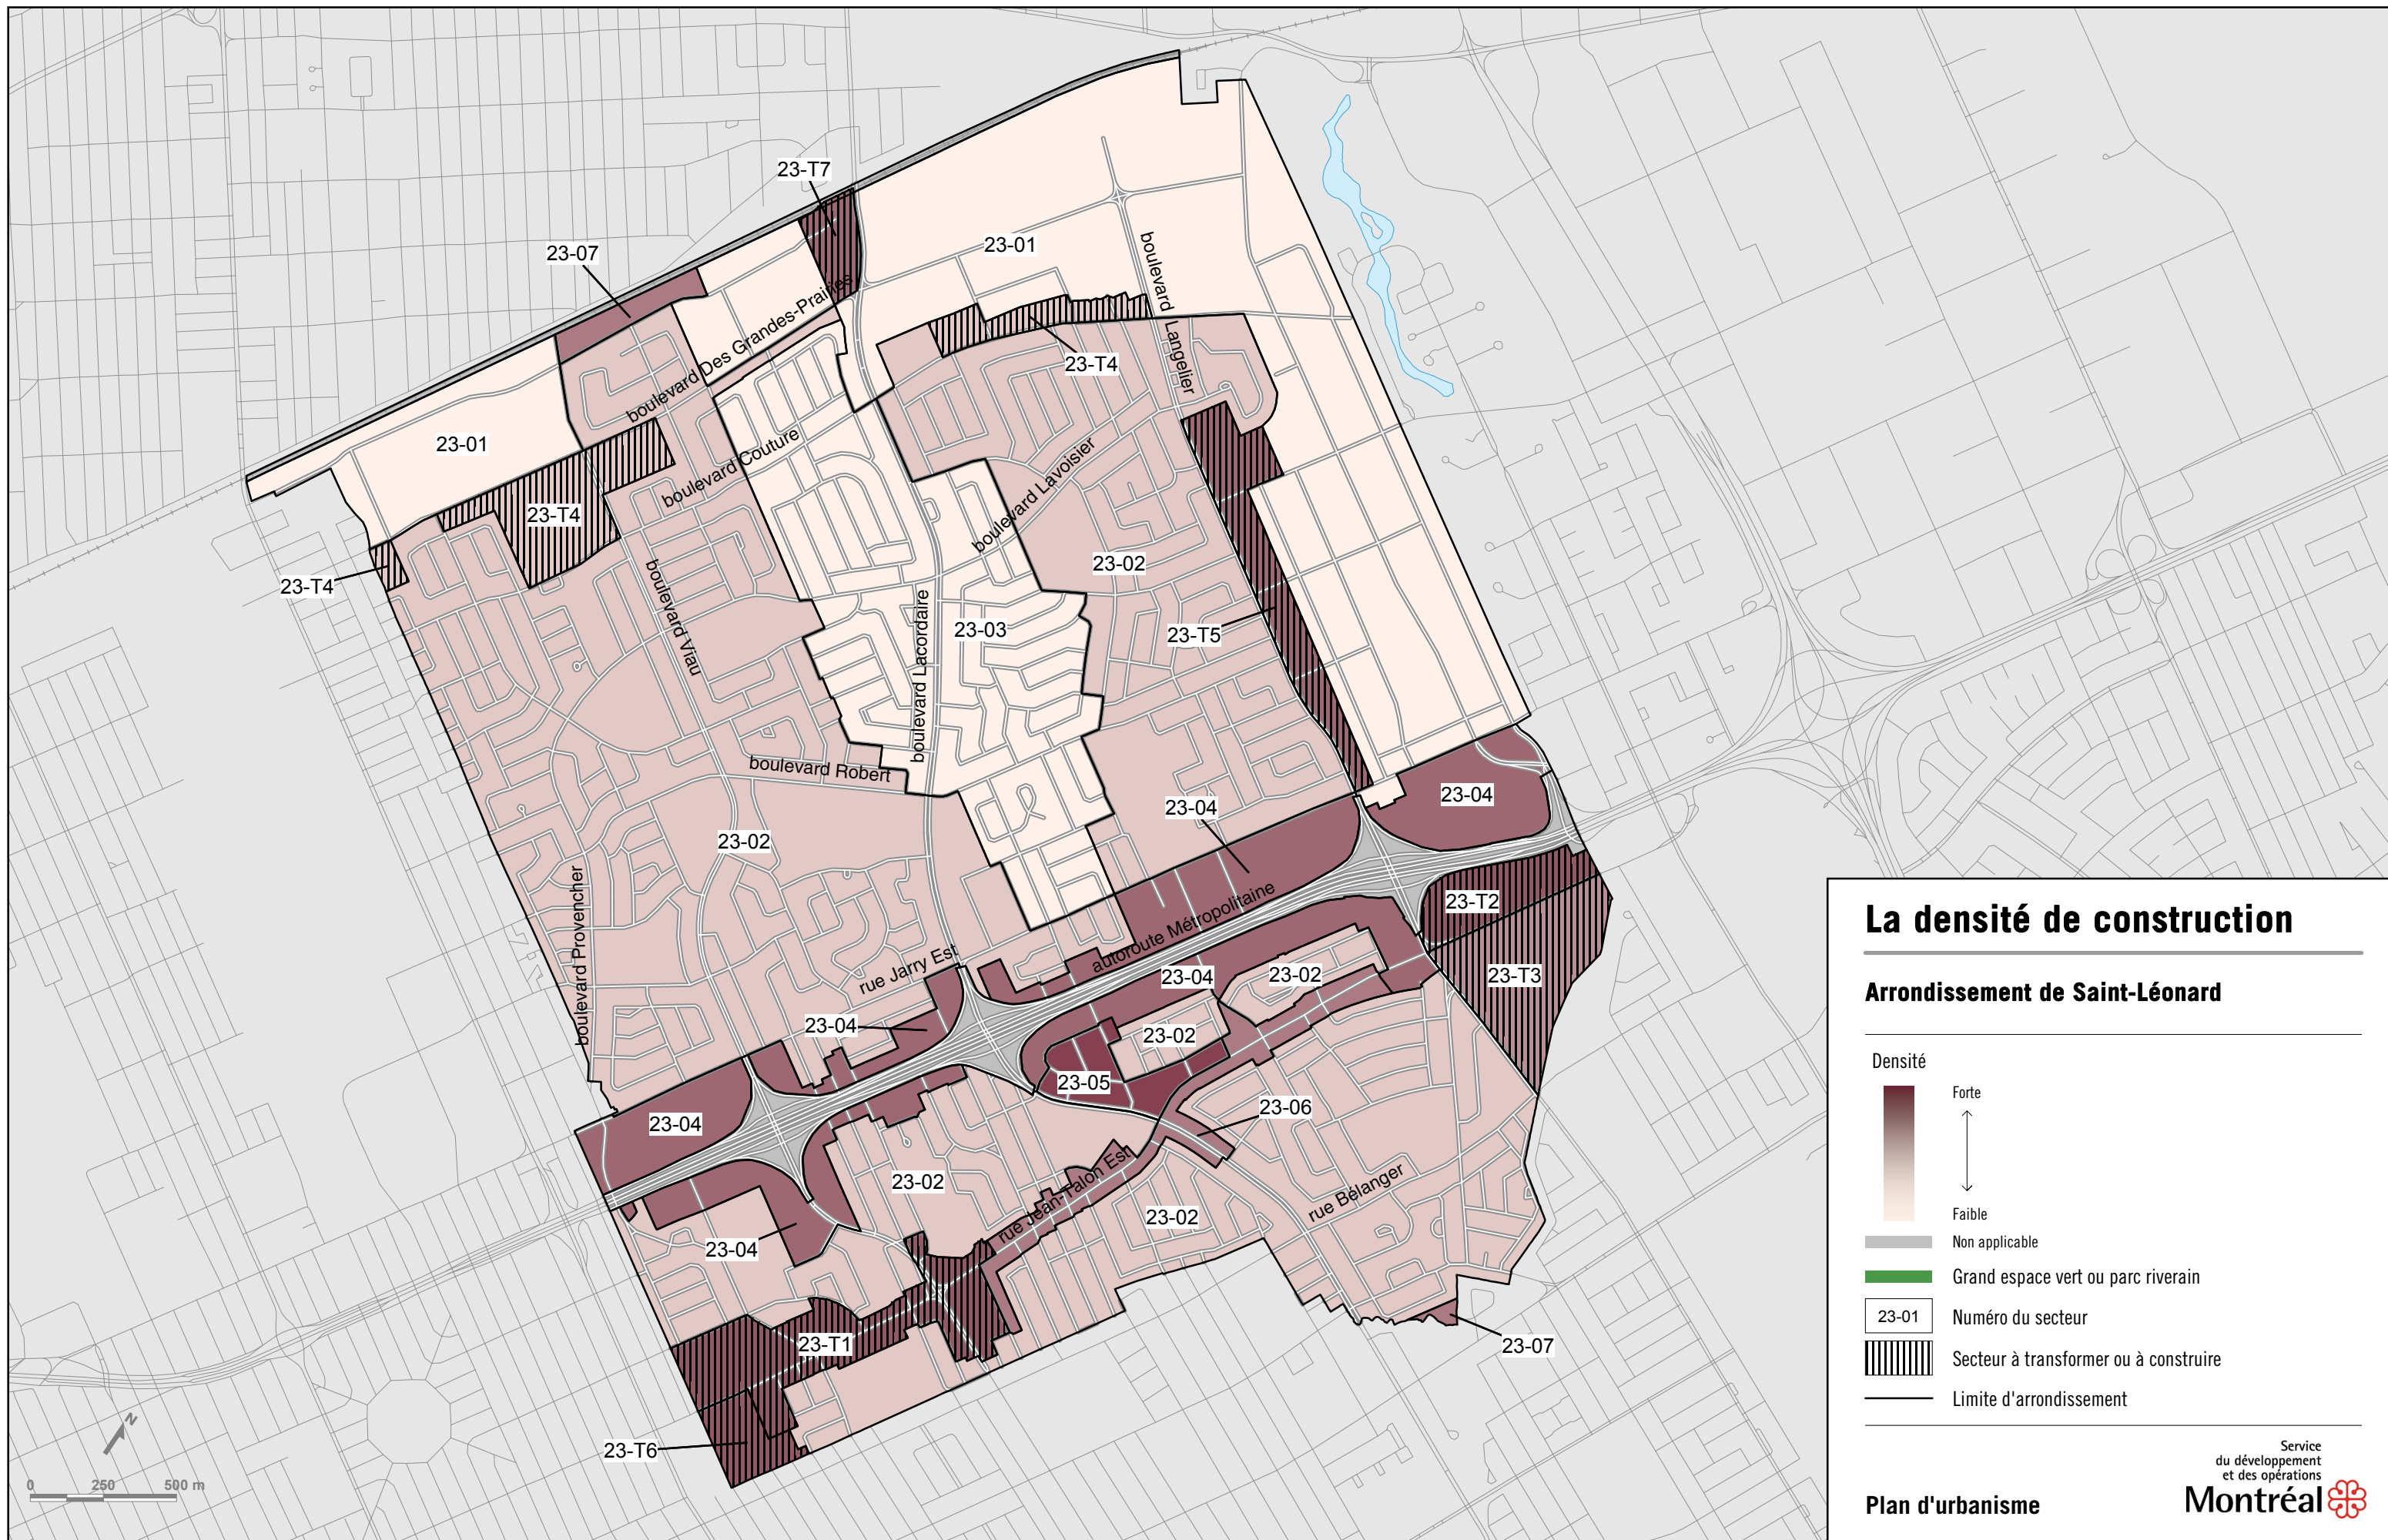 23-T7
23-07
23-01
boulevard Langelier
boulevard Des Grandes-Prairies
23-T4
23-01
boulevard Couture
boulevard Lavoisier
23-T4
23-02
23-T4
boulevard Viau
boulevard Lacordaire
23-03
23-T5
boulevard Robert
23-04
23-04
23-02
boulevard Provencher
23-T2
autoroute Métropolitaine
rue Jarry Est
23-04
23-02
23-T3
23-04
23-02
23-05
23-06
23-04
23-02
rue Jean-Talon Est
rue Bélanger
23-02
23-04
23-T1
23-07
23-T6
N
0 250 500 m
La densité de construction
Arrondissement de Saint-Léonard
Densité
Forte
Faible
Non applicable
Grand espace vert ou parc riverain
23-01 Numéro du secteur
Secteur à transformer ou à construire
Limite d'arrondissement
Service
du développement
et des opérations
Plan d'urbanisme
Montréal